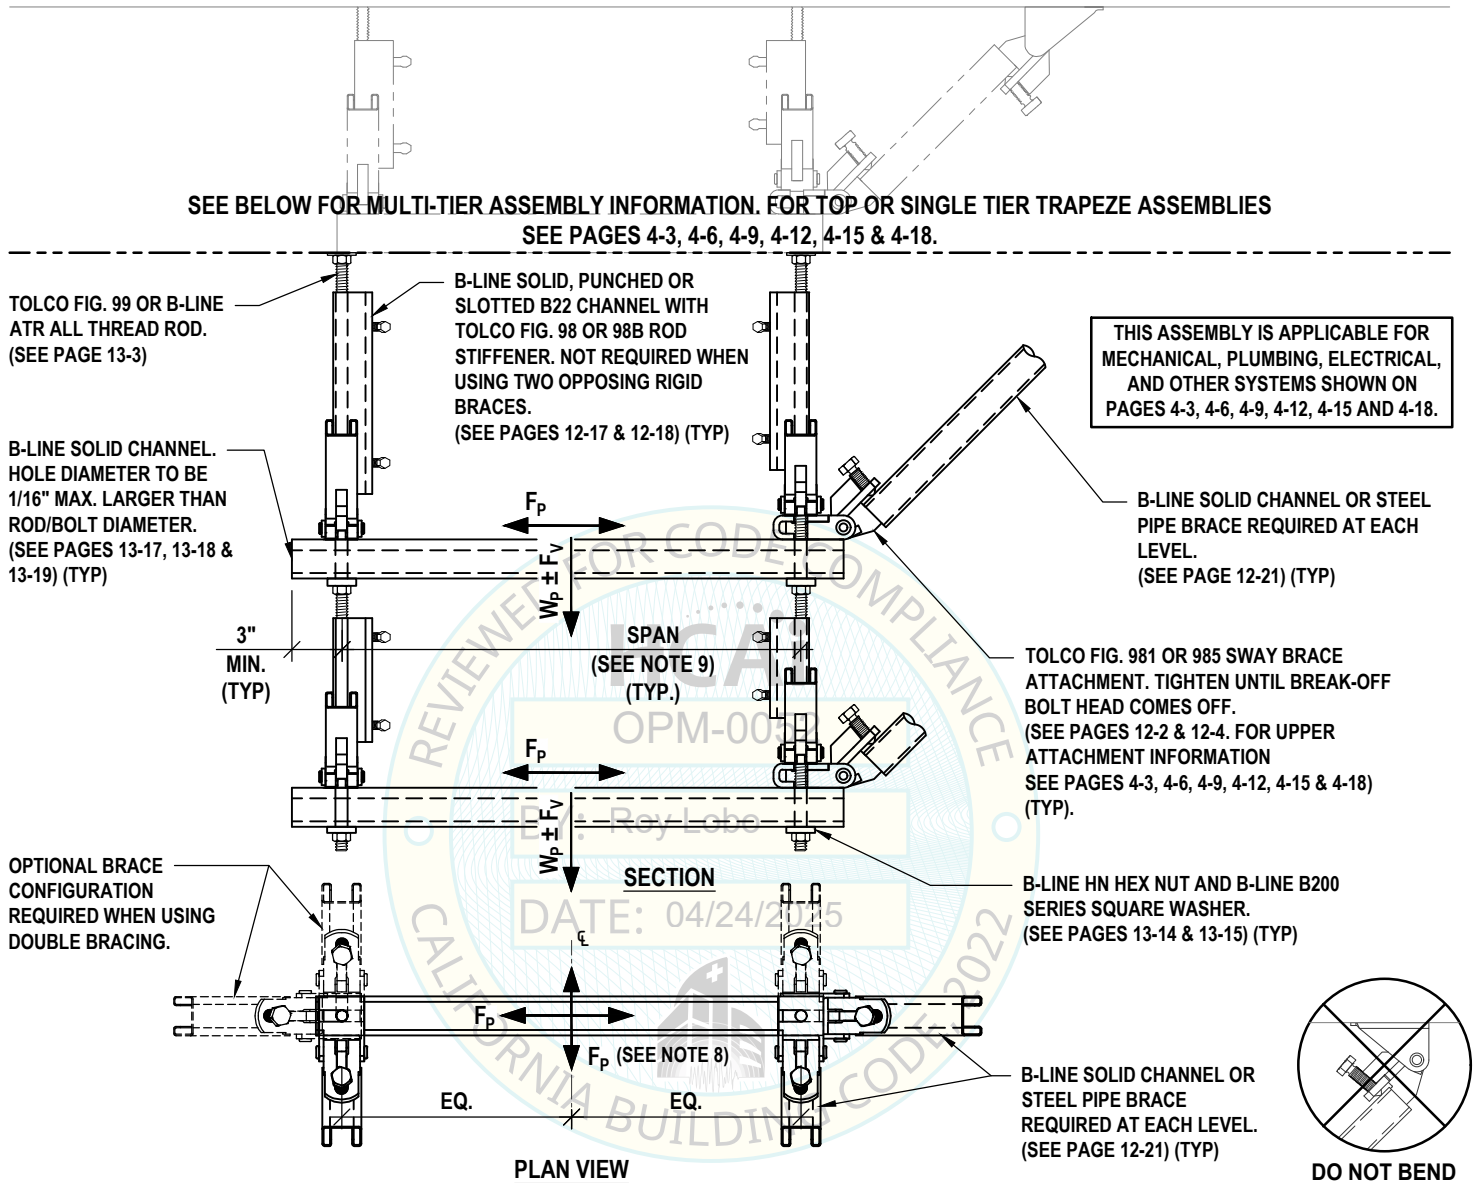 SEE BELOW FOR MULTI-TIER ASSEMBLY INFORMATION. FOR TOP OR SINGLE TIER TRAPEZE ASSEMBLIES
SEE PAGES 4-3, 4-6, 4-9, 4-12, 4-15 & 4-18.
TOLCO FIG. 99 OR B-LINE
ATR ALL THREAD ROD.
(SEE PAGE 13-3)
B-LINE SOLID, PUNCHED OR
SLOTTED B22 CHANNEL WITH
TOLCO FIG. 98 OR 98B ROD
STIFFENER. NOT REQUIRED WHEN
USING TWO OPPOSING RIGID
BRACES.
(SEE PAGES 12-17 & 12-18) (TYP)
THIS ASSEMBLY IS APPLICABLE FOR
MECHANICAL, PLUMBING, ELECTRICAL,
AND OTHER SYSTEMS SHOWN ON
PAGES 4-3, 4-6, 4-9, 4-12, 4-15 AND 4-18.
B-LINE SOLID CHANNEL.
HOLE DIAMETER TO BE
1/16" MAX. LARGER THAN
ROD/BOLT DIAMETER.
(SEE PAGES 13-17, 13-18 &
13-19) (TYP)
B-LINE SOLID CHANNEL OR STEEL
PIPE BRACE REQUIRED AT EACH
LEVEL.
(SEE PAGE 12-21) (TYP)
FP
WP ± FV
3"
MIN.
(TYP)
SPAN
(SEE NOTE 9)
(TYP.)
TOLCO FIG. 981 OR 985 SWAY BRACE
ATTACHMENT. TIGHTEN UNTIL BREAK-OFF
BOLT HEAD COMES OFF.
(SEE PAGES 12-2 & 12-4. FOR UPPER
ATTACHMENT INFORMATION
SEE PAGES 4-3, 4-6, 4-9, 4-12, 4-15 & 4-18)
(TYP).
FP
WP ± FV
REVIEWED FOR CODE COMPLIANCE
HCAi
OPM-0052
BY: Roy Lobo
DATE: 04/24/2025
CALIFORNIA BUILDING CODE 2022
SECTION
OPTIONAL BRACE
CONFIGURATION
REQUIRED WHEN USING
DOUBLE BRACING.
B-LINE HN HEX NUT AND B-LINE B200
SERIES SQUARE WASHER.
(SEE PAGES 13-14 & 13-15) (TYP)
℄
FP
FP (SEE NOTE 8)
EQ.
EQ.
B-LINE SOLID CHANNEL OR
STEEL PIPE BRACE
REQUIRED AT EACH LEVEL.
(SEE PAGE 12-21) (TYP)
PLAN VIEW
DO NOT BEND